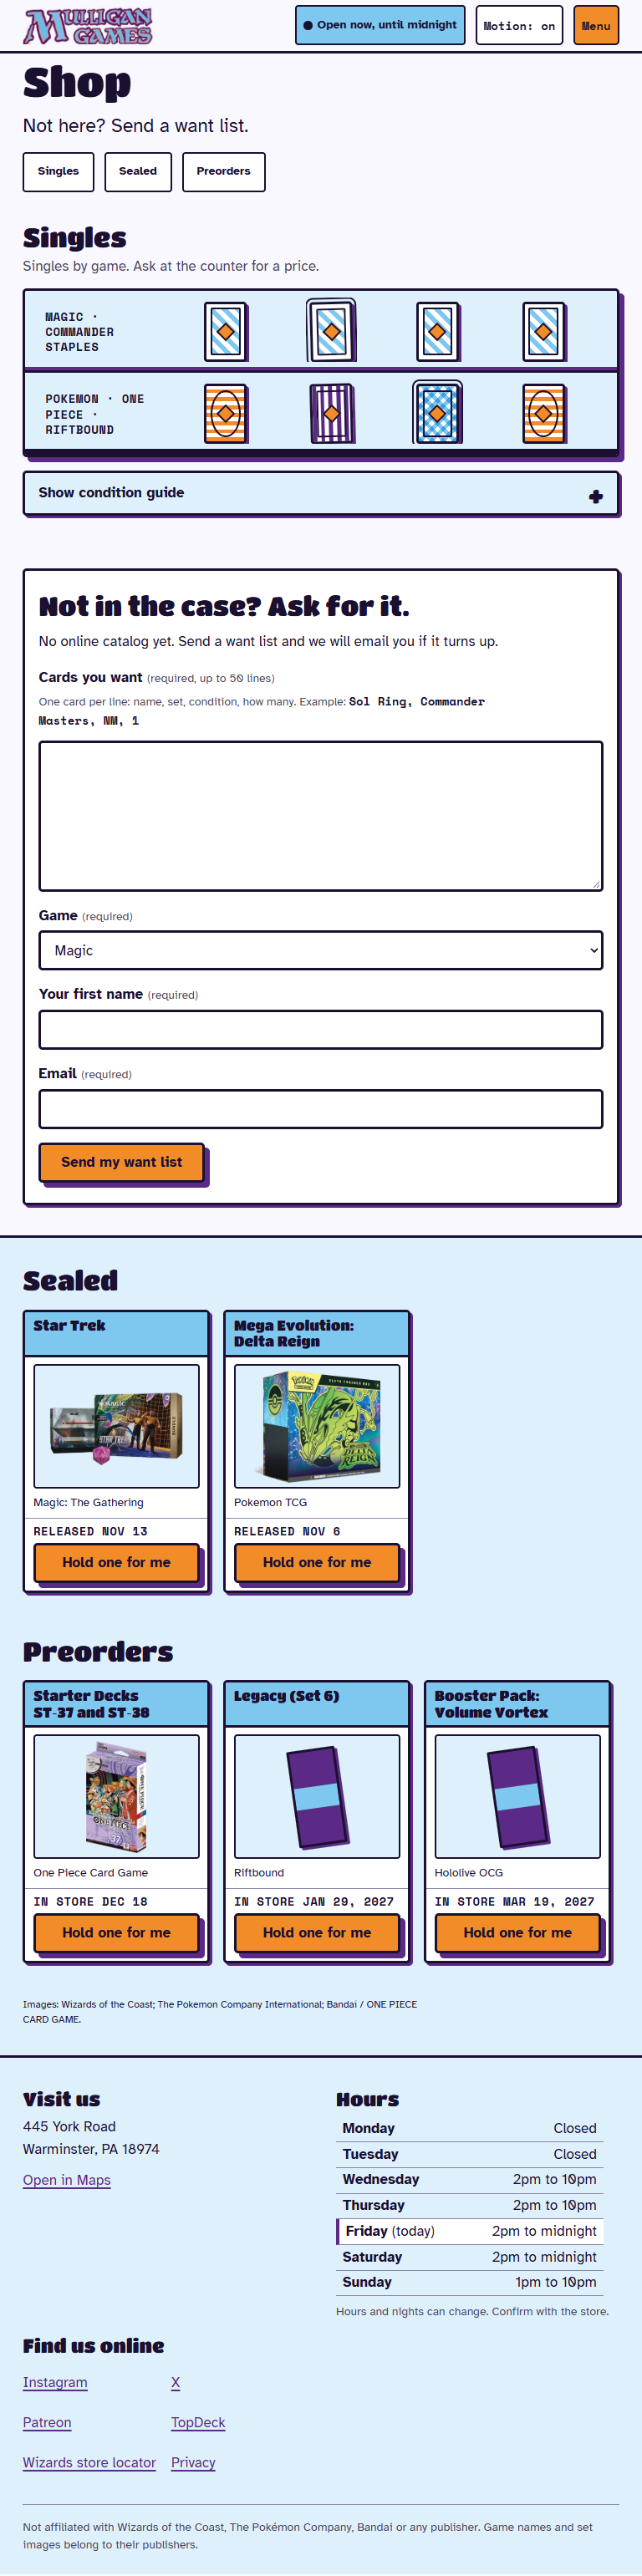 MULLIGAN
GAMES
Open now, until midnight
Motion: on
Menu
Shop
Not here? Send a want list.
Singles
Sealed
Preorders
Singles
Singles by game. Ask at the counter for a price.
MAGIC ·
COMMANDER
STAPLES
POKEMON · ONE
PIECE ·
RIFTBOUND
Show condition guide
Not in the case? Ask for it.
No online catalog yet. Send a want list and we will email you if it turns up.
Cards you want (required, up to 50 lines)
One card per line: name, set, condition, how many. Example: Sol Ring, Commander
Masters, NM, 1
Game (required)
Magic
Your first name (required)
Email (required)
Send my want list
Sealed
Star Trek
Magic: The Gathering
RELEASED NOV 13
Hold one for me
Mega Evolution:
Delta Reign
DELTA
REIGN
Pokemon TCG
RELEASED NOV 6
Hold one for me
Preorders
Starter Decks
ST-37 and ST-38
ONE PIECE
37
One Piece Card Game
IN STORE DEC 18
Hold one for me
Legacy (Set 6)
Riftbound
IN STORE JAN 29, 2027
Hold one for me
Booster Pack:
Volume Vortex
Hololive OCG
IN STORE MAR 19, 2027
Hold one for me
Images: Wizards of the Coast; The Pokemon Company International; Bandai / ONE PIECE
CARD GAME.
Visit us
445 York Road
Warminster, PA 18974
Open in Maps
Hours
Monday Closed
Tuesday Closed
Wednesday 2pm to 10pm
Thursday 2pm to 10pm
Friday (today) 2pm to midnight
Saturday 2pm to midnight
Sunday 1pm to 10pm
Hours and nights can change. Confirm with the store.
Find us online
Instagram
X
Patreon
TopDeck
Wizards store locator
Privacy
Not affiliated with Wizards of the Coast, The Pokémon Company, Bandai or any publisher. Game names and set
images belong to their publishers.